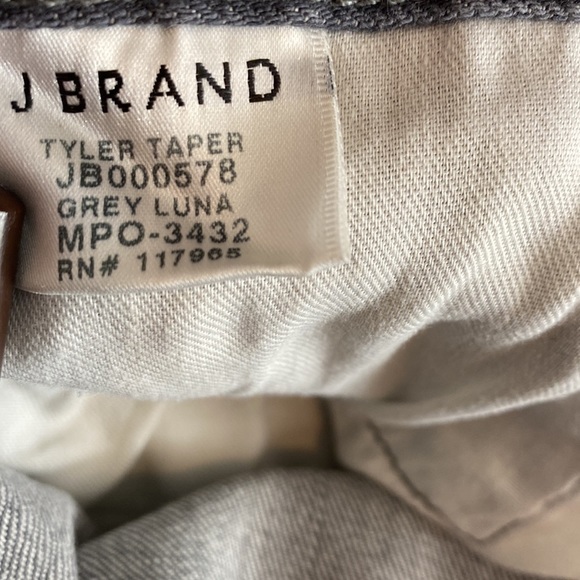 J BRAND
TYLER TAPER
JB000578
GREY LUNA
MPO-3432
RN# 117965